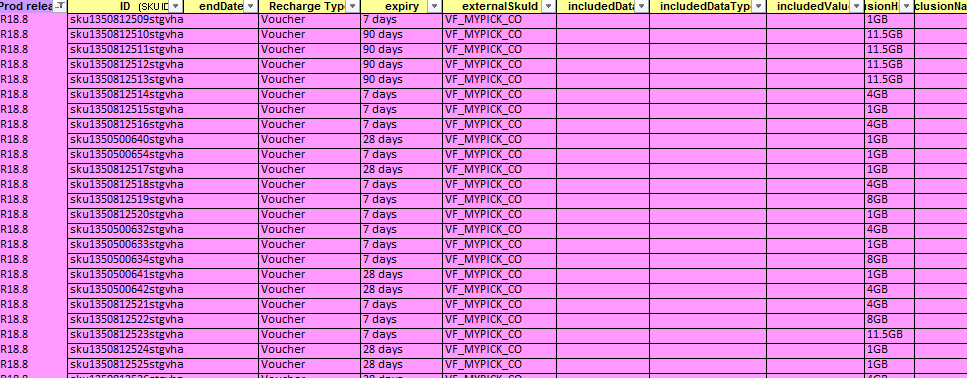 Prod relea ID (SKU ID endDate Recharge Typ expiry externalSkuId includedData includedDataType includedValu usionH clusionNa
R18.8 sku1350812509stgvha Voucher 7 days VF_MYPICK_CO 1GB
R18.8 sku1350812510stgvha Voucher 90 days VF_MYPICK_CO 11.5GB
R18.8 sku1350812511stgvha Voucher 90 days VF_MYPICK_CO 11.5GB
R18.8 sku1350812512stgvha Voucher 90 days VF_MYPICK_CO 11.5GB
R18.8 sku1350812513stgvha Voucher 90 days VF_MYPICK_CO 11.5GB
R18.8 sku1350812514stgvha Voucher 7 days VF_MYPICK_CO 4GB
R18.8 sku1350812515stgvha Voucher 7 days VF_MYPICK_CO 1GB
R18.8 sku1350812516stgvha Voucher 7 days VF_MYPICK_CO 4GB
R18.8 sku1350500640stgvha Voucher 28 days VF_MYPICK_CO 1GB
R18.8 sku1350500654stgvha Voucher 7 days VF_MYPICK_CO 1GB
R18.8 sku1350812517stgvha Voucher 28 days VF_MYPICK_CO 1GB
R18.8 sku1350812518stgvha Voucher 7 days VF_MYPICK_CO 4GB
R18.8 sku1350812519stgvha Voucher 7 days VF_MYPICK_CO 8GB
R18.8 sku1350812520stgvha Voucher 7 days VF_MYPICK_CO 1GB
R18.8 sku1350500632stgvha Voucher 7 days VF_MYPICK_CO 4GB
R18.8 sku1350500633stgvha Voucher 7 days VF_MYPICK_CO 1GB
R18.8 sku1350500634stgvha Voucher 7 days VF_MYPICK_CO 8GB
R18.8 sku1350500641stgvha Voucher 28 days VF_MYPICK_CO 1GB
R18.8 sku1350500642stgvha Voucher 28 days VF_MYPICK_CO 4GB
R18.8 sku1350812521stgvha Voucher 7 days VF_MYPICK_CO 4GB
R18.8 sku1350812522stgvha Voucher 7 days VF_MYPICK_CO 8GB
R18.8 sku1350812523stgvha Voucher 7 days VF_MYPICK_CO 11.5GB
R18.8 sku1350812524stgvha Voucher 28 days VF_MYPICK_CO 1GB
R18.8 sku1350812525stgvha Voucher 28 days VF_MYPICK_CO 1GB